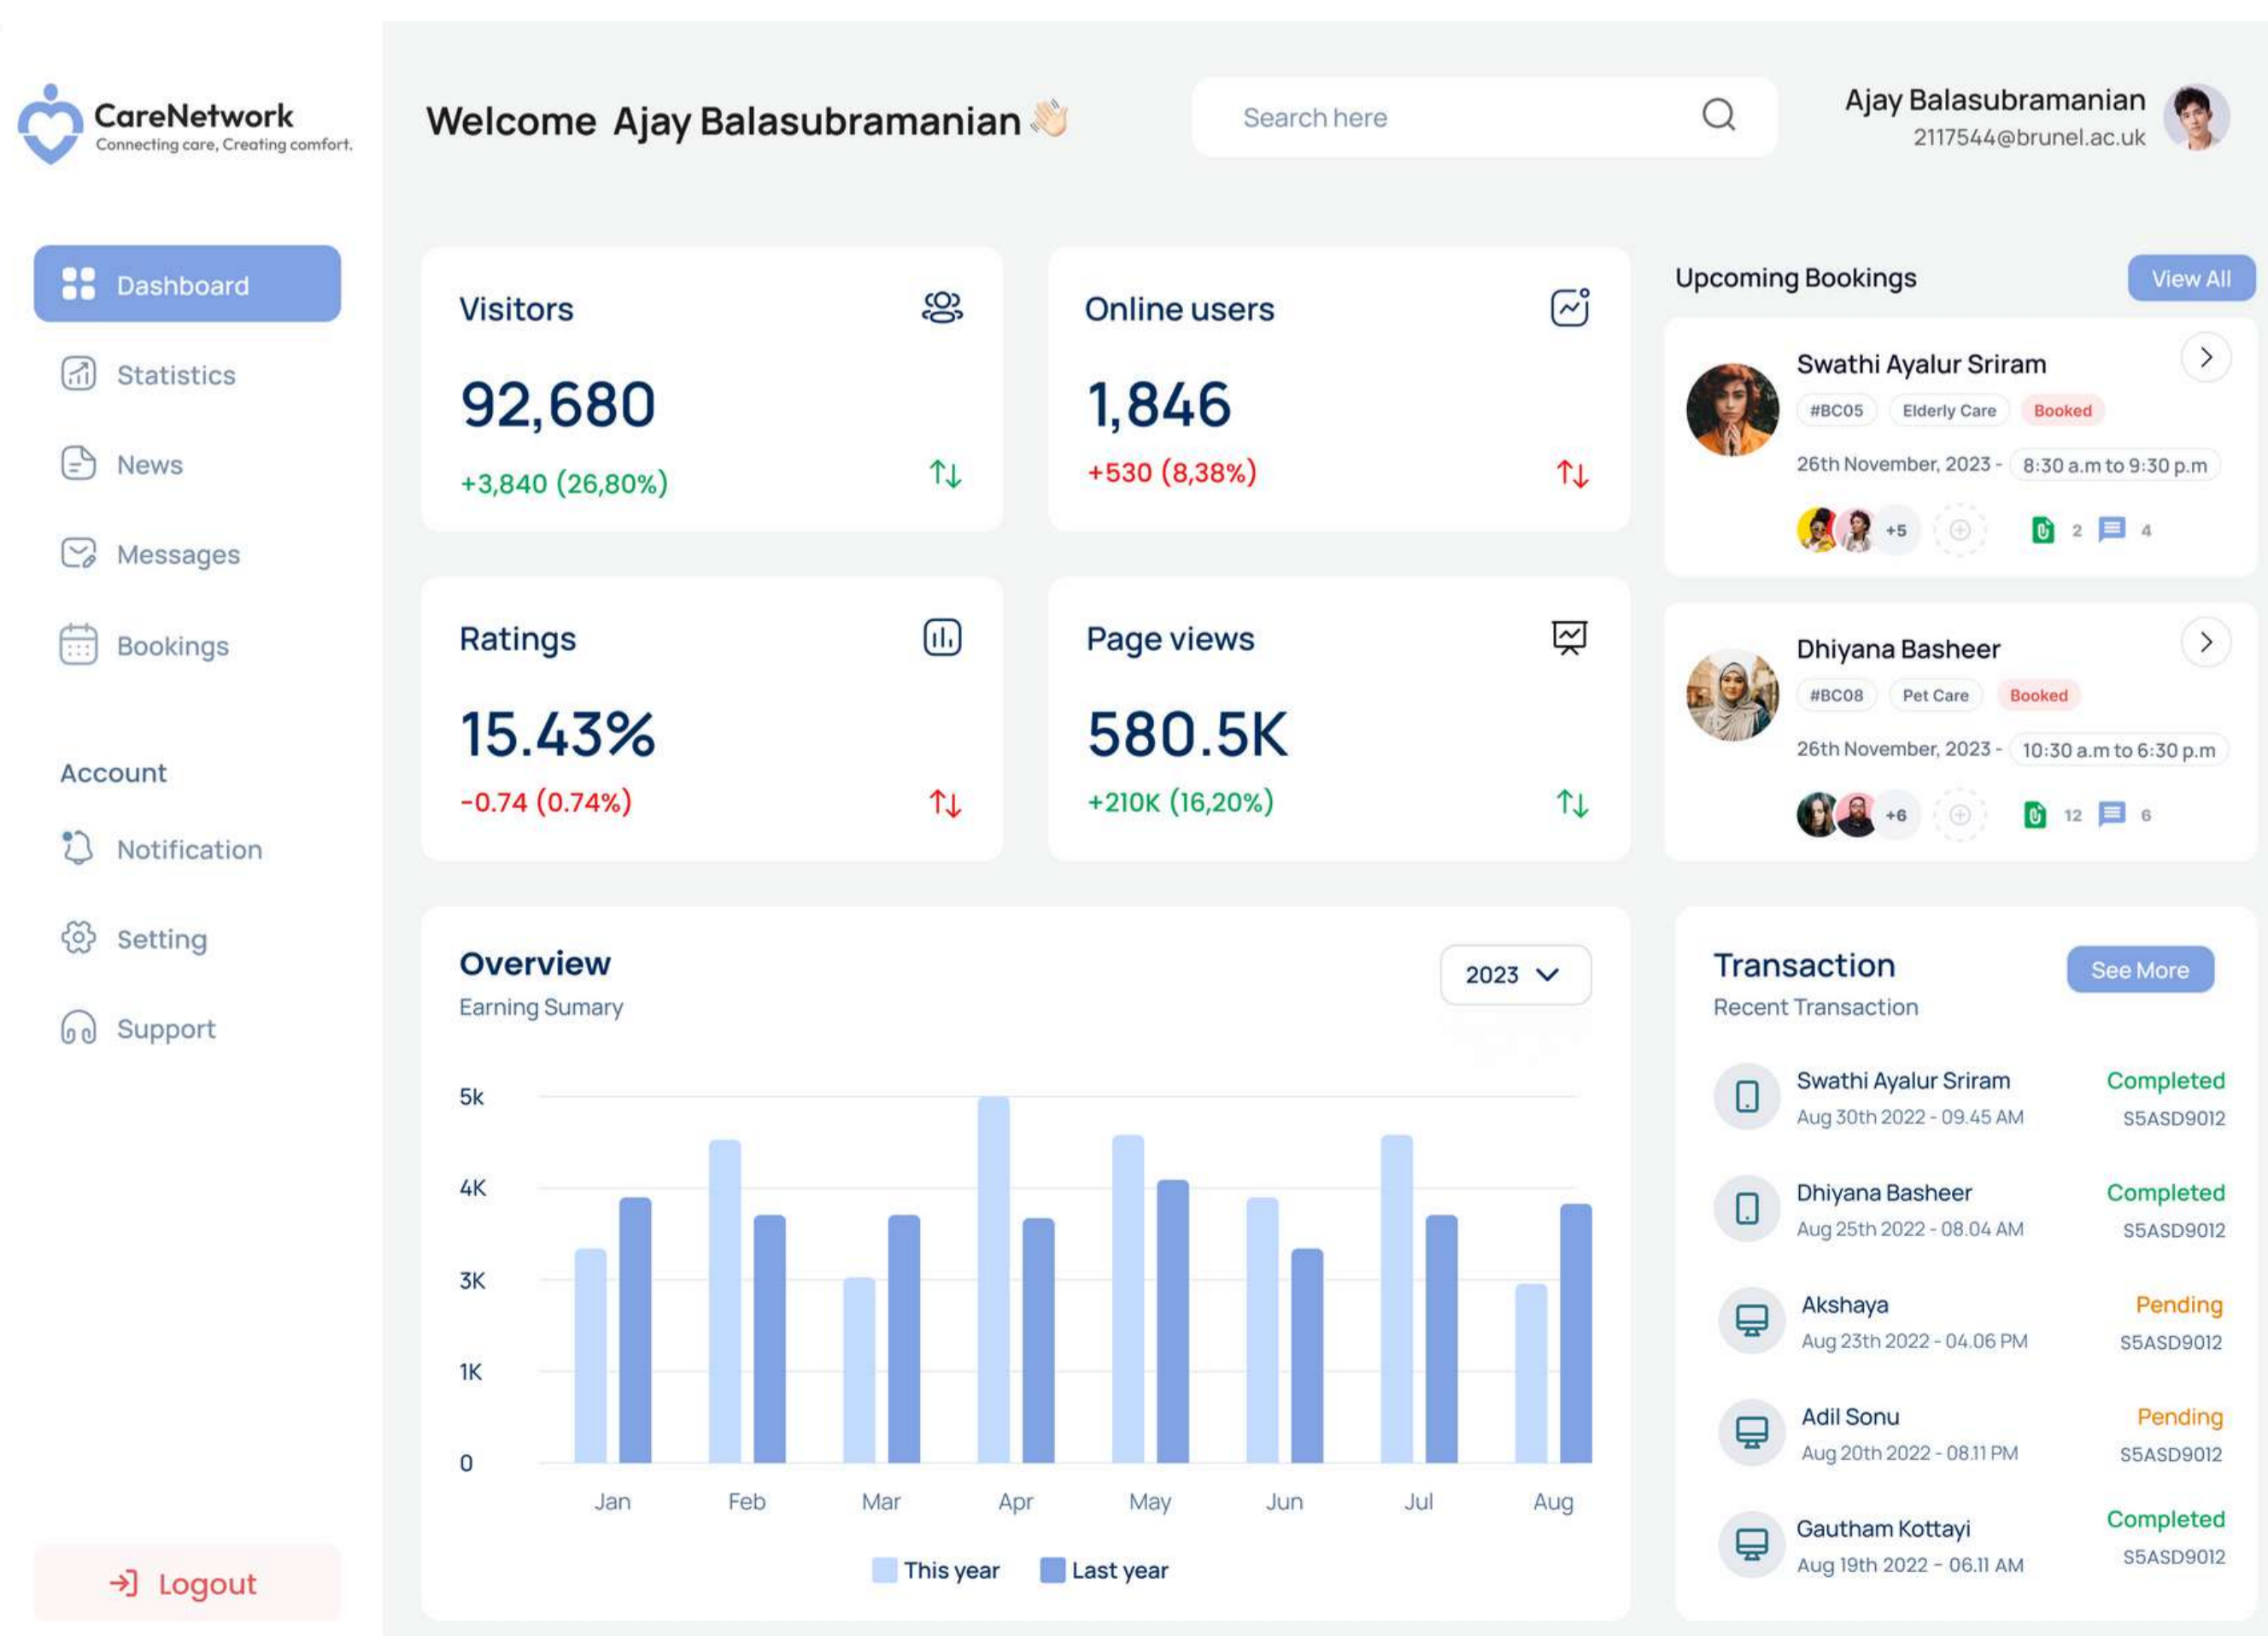 CareNetwork
Connecting care, Creating comfort.
Dashboard
Statistics
News
Messages
Bookings
Account
Notification
Setting
Support
Logout
Welcome Ajay Balasubramanian
Search here
Ajay Balasubramanian
2117544@brunel.ac.uk
Visitors
92,680
+3,840 (26,80%)
Online users
1,846
+530 (8,38%)
Ratings
15.43%
-0.74 (0.74%)
Page views
580.5K
+210K (16,20%)
Upcoming Bookings
View All
Swathi Ayalur Sriram
#BC05 Elderly Care Booked
26th November, 2023 - 8:30 a.m to 9:30 p.m
+5 2 4
Dhiyana Basheer
#BC08 Pet Care Booked
26th November, 2023 - 10:30 a.m to 6:30 p.m
+6 12 6
Overview
Earning Sumary
2023
5k
4K
3K
1K
0
Jan Feb Mar Apr May Jun Jul Aug
This year Last year
Transaction
See More
Recent Transaction
Swathi Ayalur Sriram Completed
Aug 30th 2022 - 09.45 AM S5ASD9012
Dhiyana Basheer Completed
Aug 25th 2022 - 08.04 AM S5ASD9012
Akshaya Pending
Aug 23th 2022 - 04.06 PM S5ASD9012
Adil Sonu Pending
Aug 20th 2022 - 08.11 PM S5ASD9012
Gautham Kottayi Completed
Aug 19th 2022 - 06.11 AM S5ASD9012